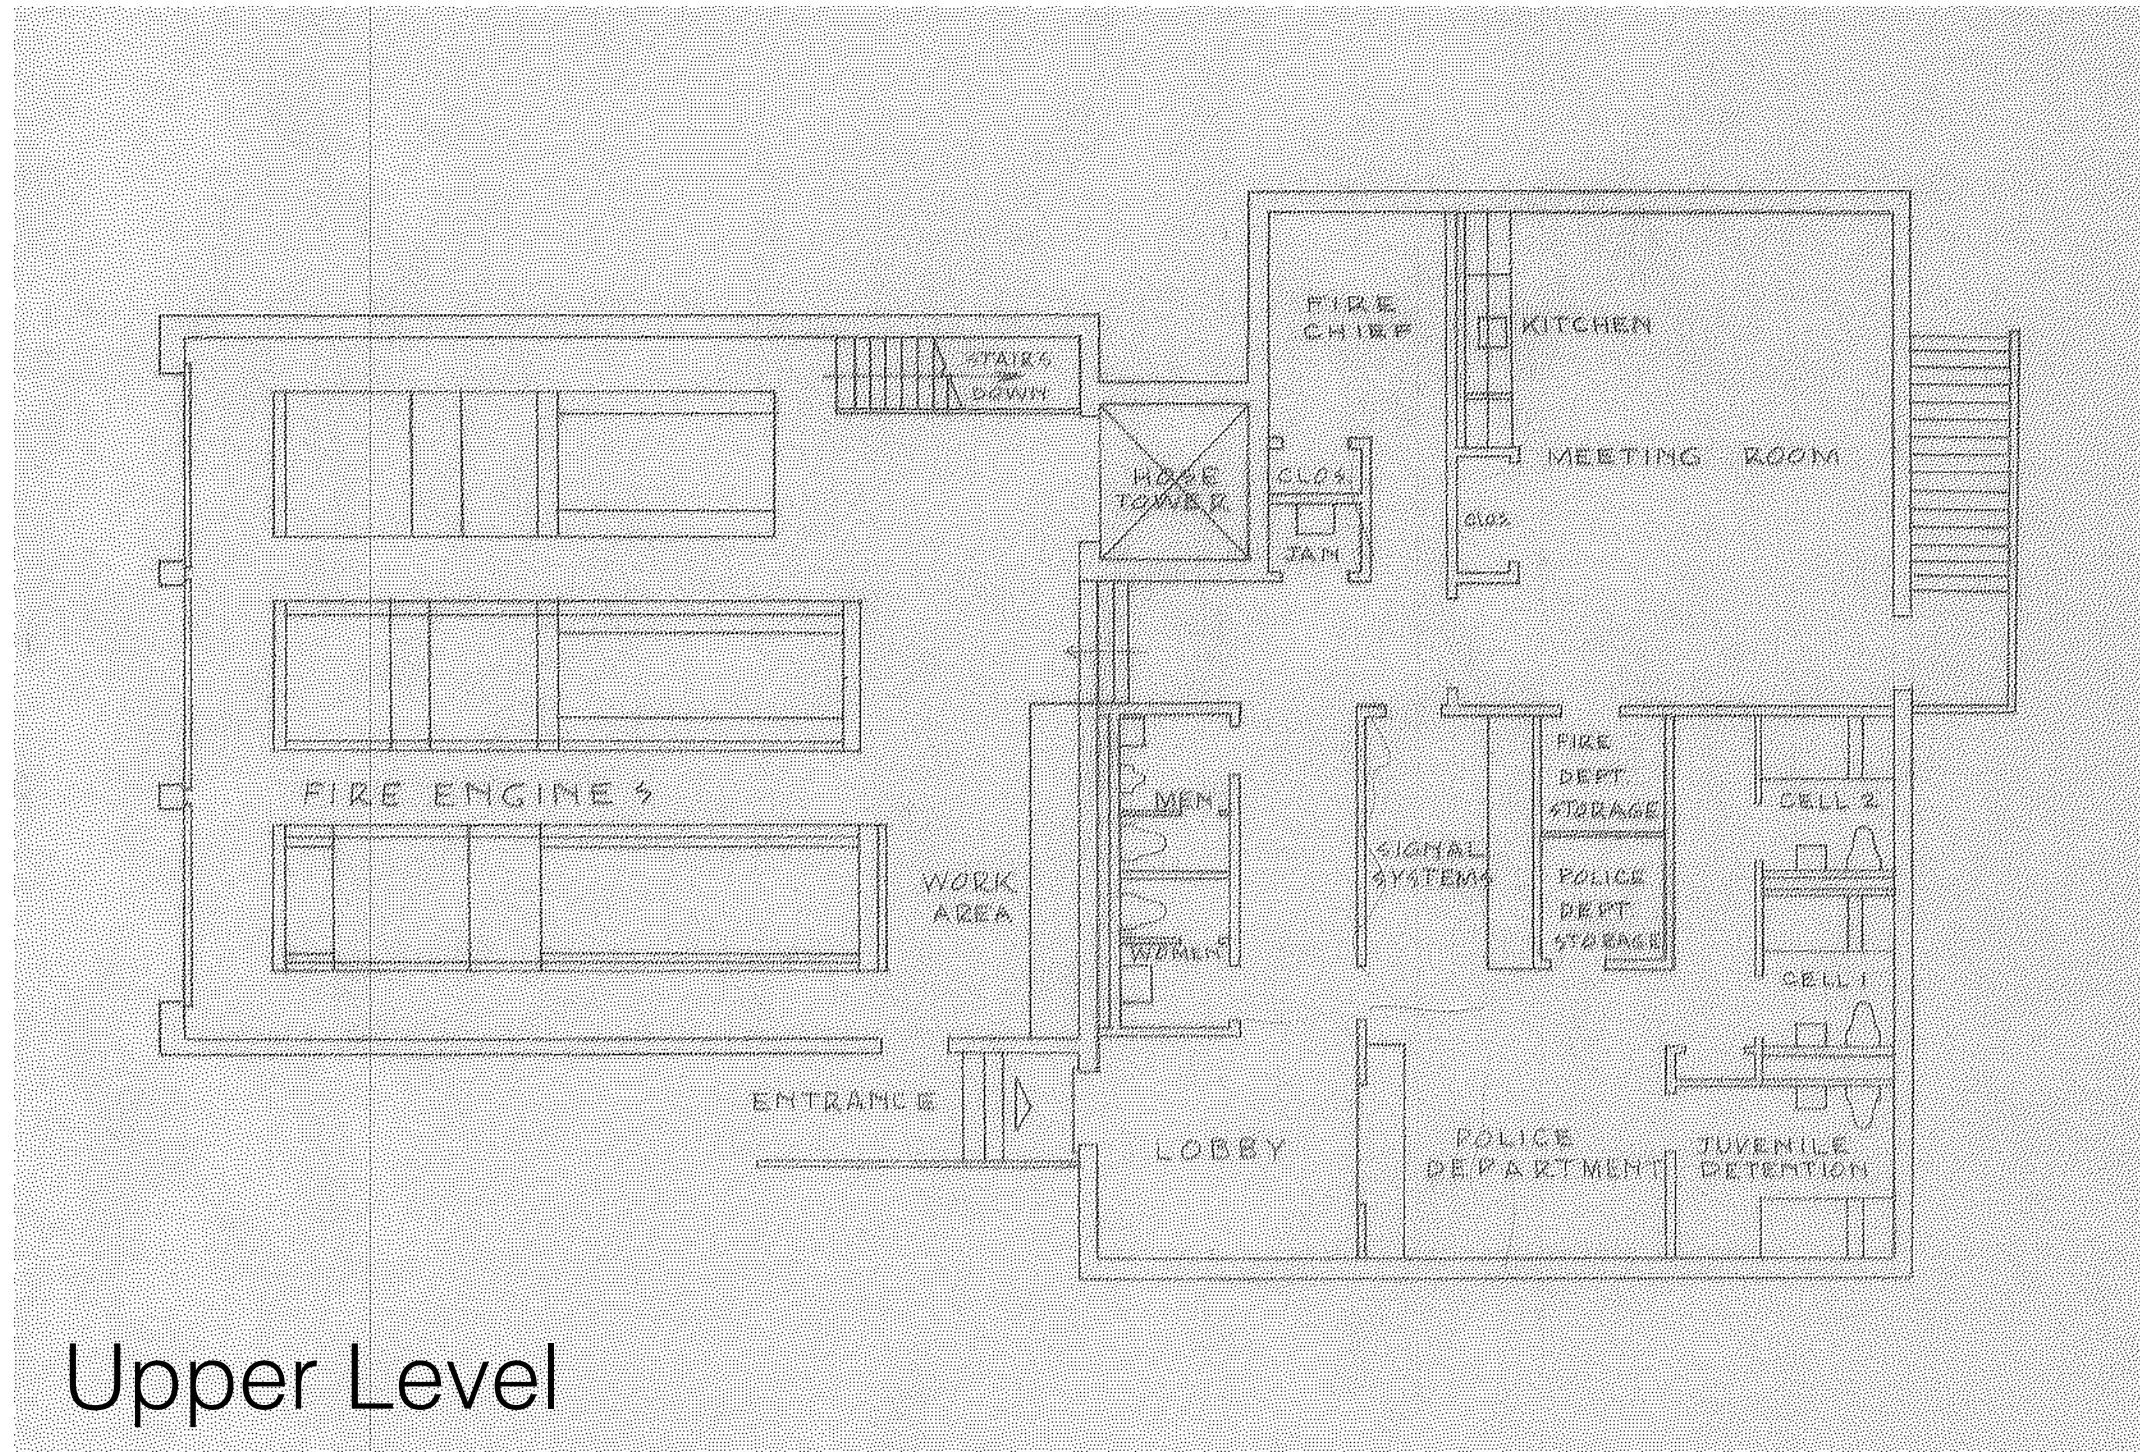 FIRE
CHIEF
KITCHEN
STAIRS
DOWN
MEETING ROOM
HOSE
TOWER
CLOS.
CLOS
JAN
FIRE
DEPT
STORAGE
FIRE ENGINES
MEN
CELL 2
SIGNAL
SYSTEMS
WORK
AREA
POLICE
DEPT
STORAGE
WOMEN
CELL 1
ENTRANCE
LOBBY
POLICE
DEPARTMENT
JUVENILE
DETENTION
Upper Level